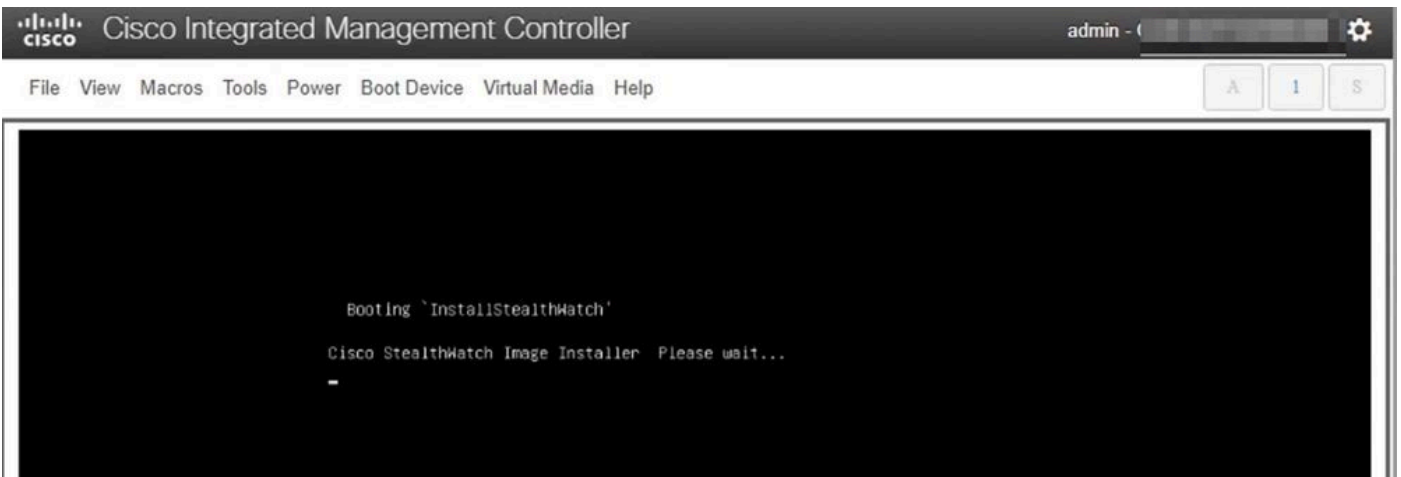 CISCO Cisco Integrated Management Controller admin - (
File View Macros Tools Power Boot Device Virtual Media Help A 1 S
Booting `InstallStealthWatch'
Cisco StealthWatch Image Installer Please wait...